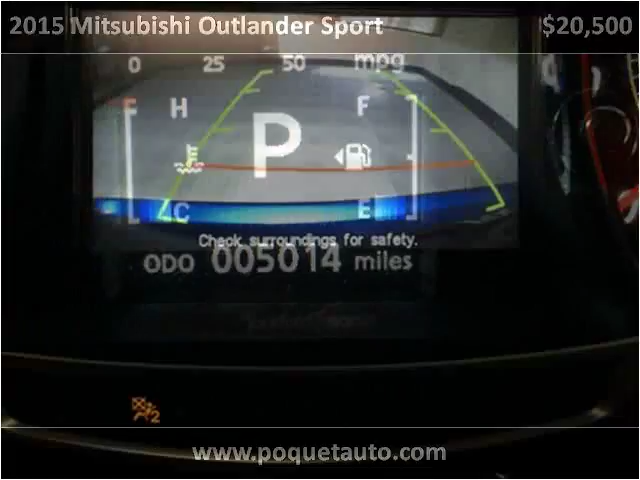 2015 Mitsubishi Outlander Sport $20,500
0 25 50 mpg
F H F
P
C E
Check surroundings for safety.
ODO 005014 miles
2
www.poquetauto.com